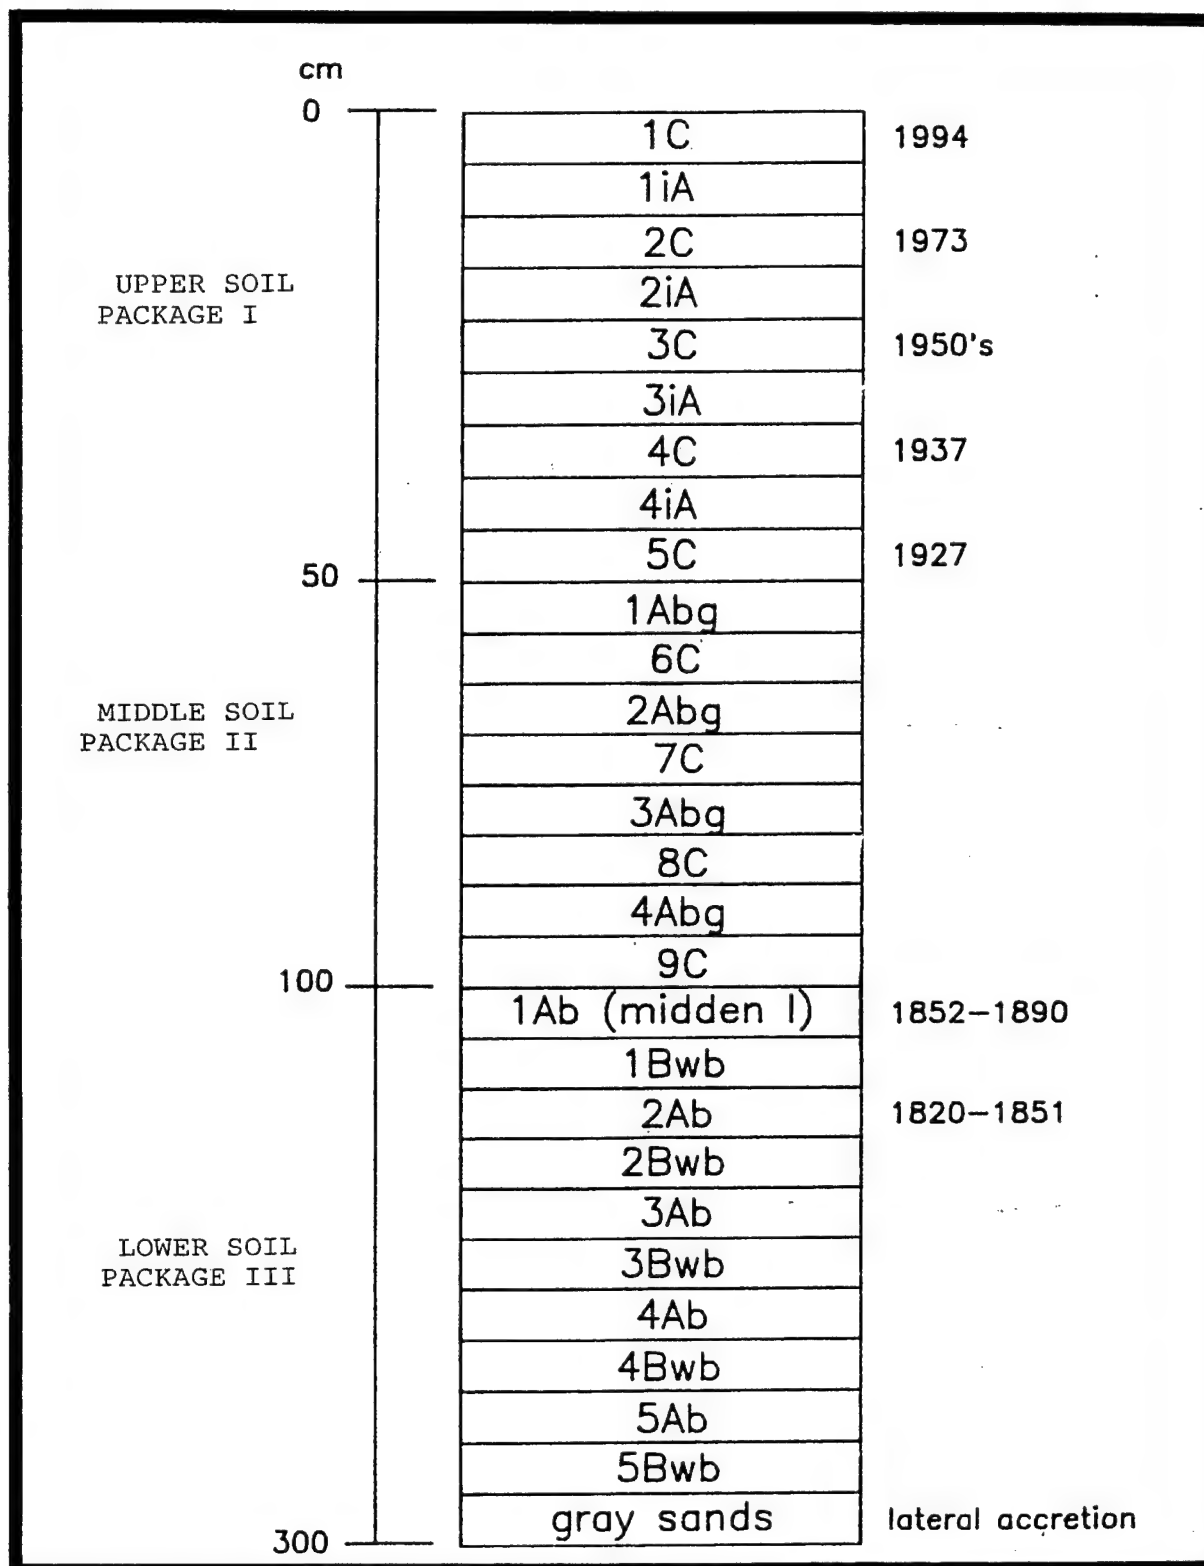 cm
0
1C 1994
1iA
2C 1973
UPPER SOIL
PACKAGE I
2iA
3C 1950's
3iA
4C 1937
4iA
5C 1927
50
1Abg
6C
MIDDLE SOIL
PACKAGE II
2Abg
7C
3Abg
8C
4Abg
9C
100
1Ab (midden I) 1852-1890
1Bwb
2Ab 1820-1851
2Bwb
3Ab
LOWER SOIL
PACKAGE III
3Bwb
4Ab
4Bwb
5Ab
5Bwb
gray sands lateral accretion
300